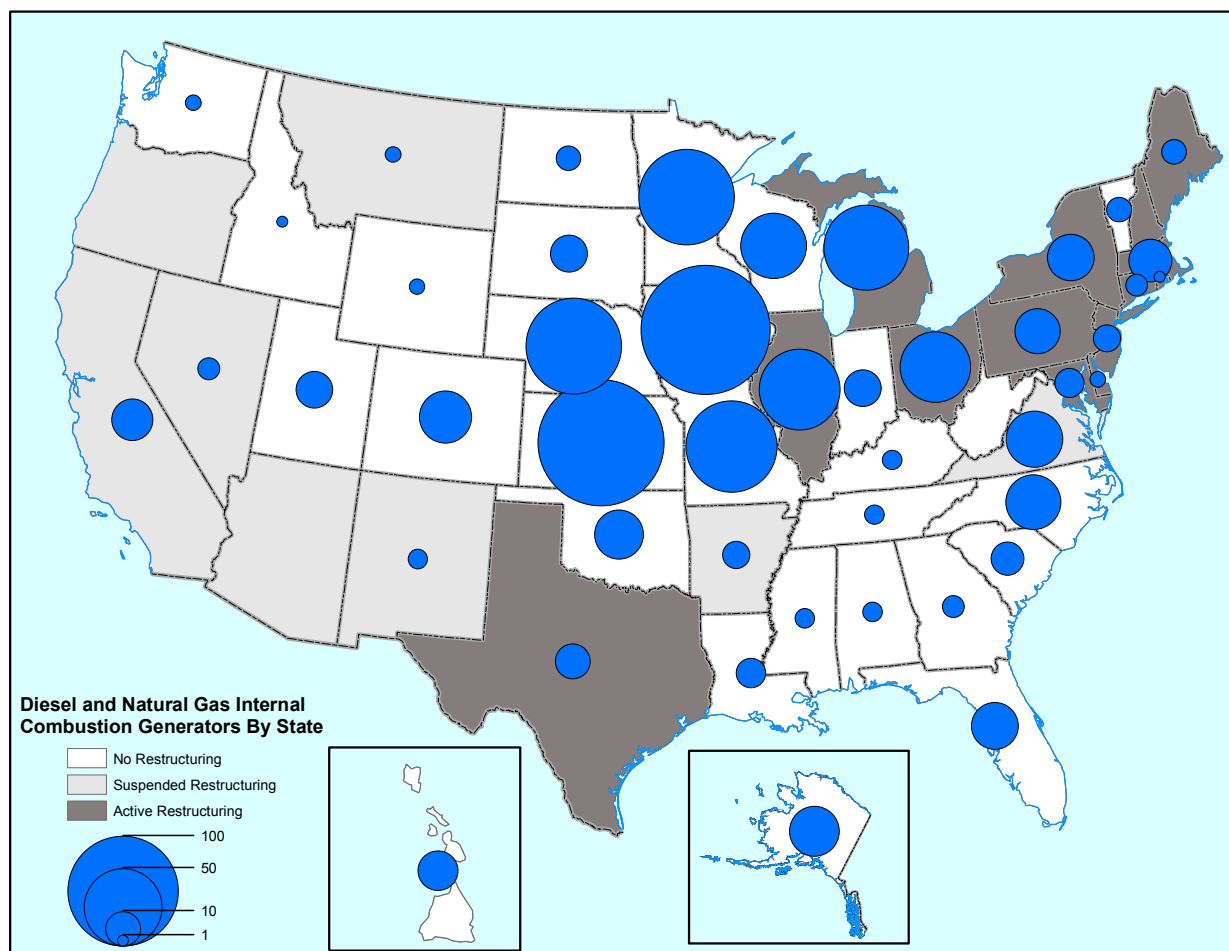 Diesel and Natural Gas Internal
Combustion Generators By State
No Restructuring
Suspended Restructuring
Active Restructuring
100
50
10
1